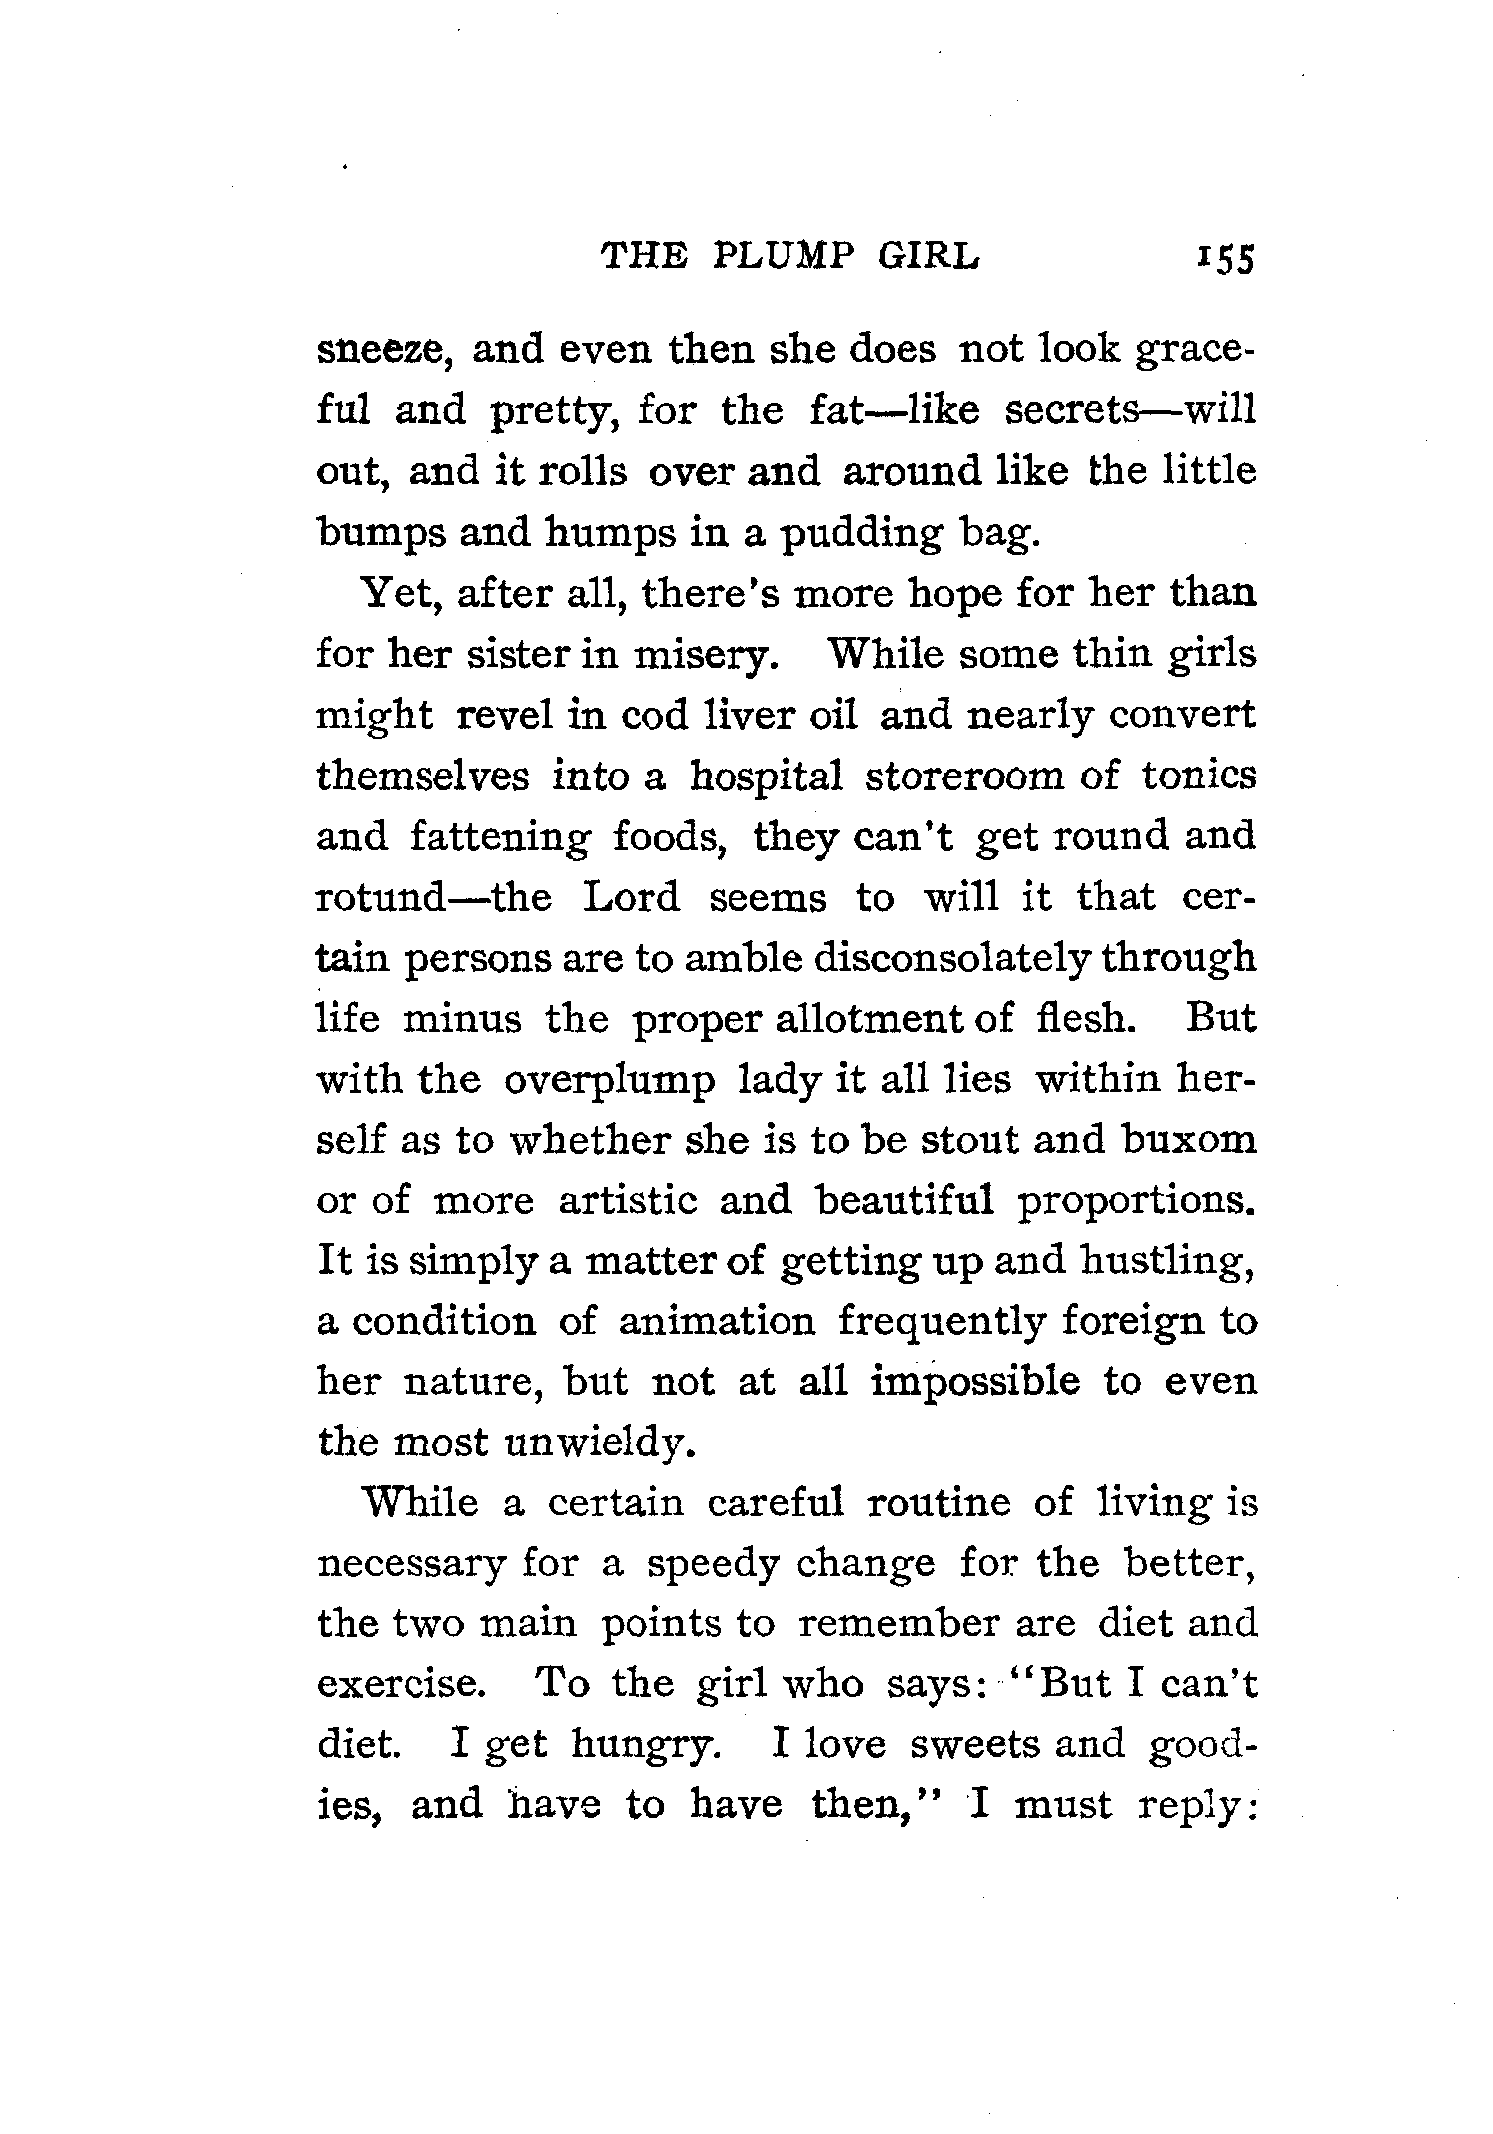 THE PLUMP GIRL 155
sneeze, and even then she does not look grace-
ful and pretty, for the fat—like secrets—will
out, and it rolls over and around like the little
bumps and humps in a pudding bag.
Yet, after all, there's more hope for her than
for her sister in misery. While some thin girls
might revel in cod liver oil and nearly convert
themselves into a hospital storeroom of tonics
and fattening foods, they can't get round and
rotund—the Lord seems to will it that cer-
tain persons are to amble disconsolately through
life minus the proper allotment of flesh. But
with the overplump lady it all lies within her-
self as to whether she is to be stout and buxom
or of more artistic and beautiful proportions.
It is simply a matter of getting up and hustling,
a condition of animation frequently foreign to
her nature, but not at all impossible to even
the most unwieldy.
While a certain careful routine of living is
necessary for a speedy change for the better,
the two main points to remember are diet and
exercise. To the girl who says: "But I can't
diet. I get hungry. I love sweets and good-
ies, and have to have then," I must reply: